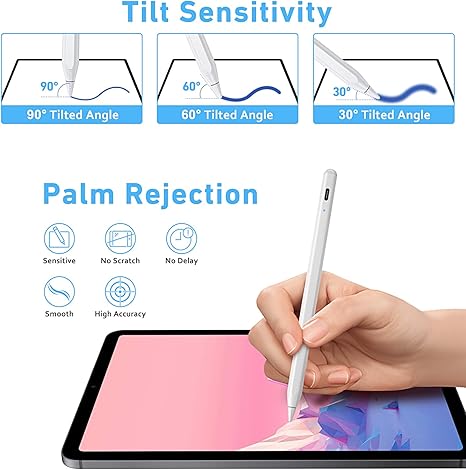 Tilt Sensitivity
90°
60°
30°
90° Tilted Angle
60° Tilted Angle
30° Tilted Angle
Palm Rejection
Sensitive
No Scratch
No Delay
Smooth
High Accuracy